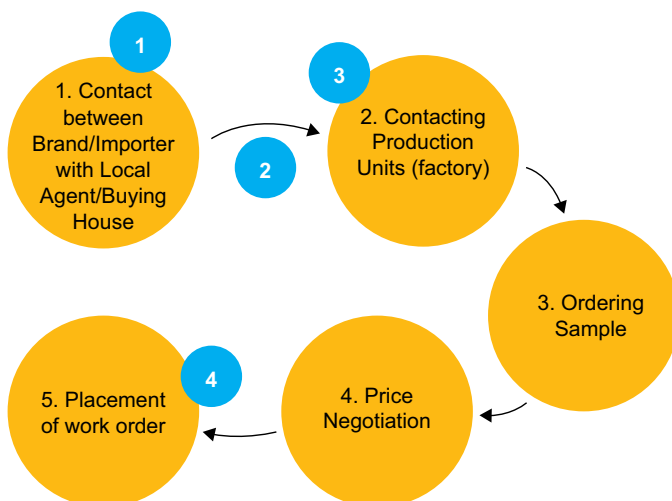 1
1. Contact
between
Brand/Importer
with Local
Agent/Buying
House
2
3
2. Contacting
Production
Units (factory)
3. Ordering
Sample
4. Price
Negotiation
4
5. Placement
of work order